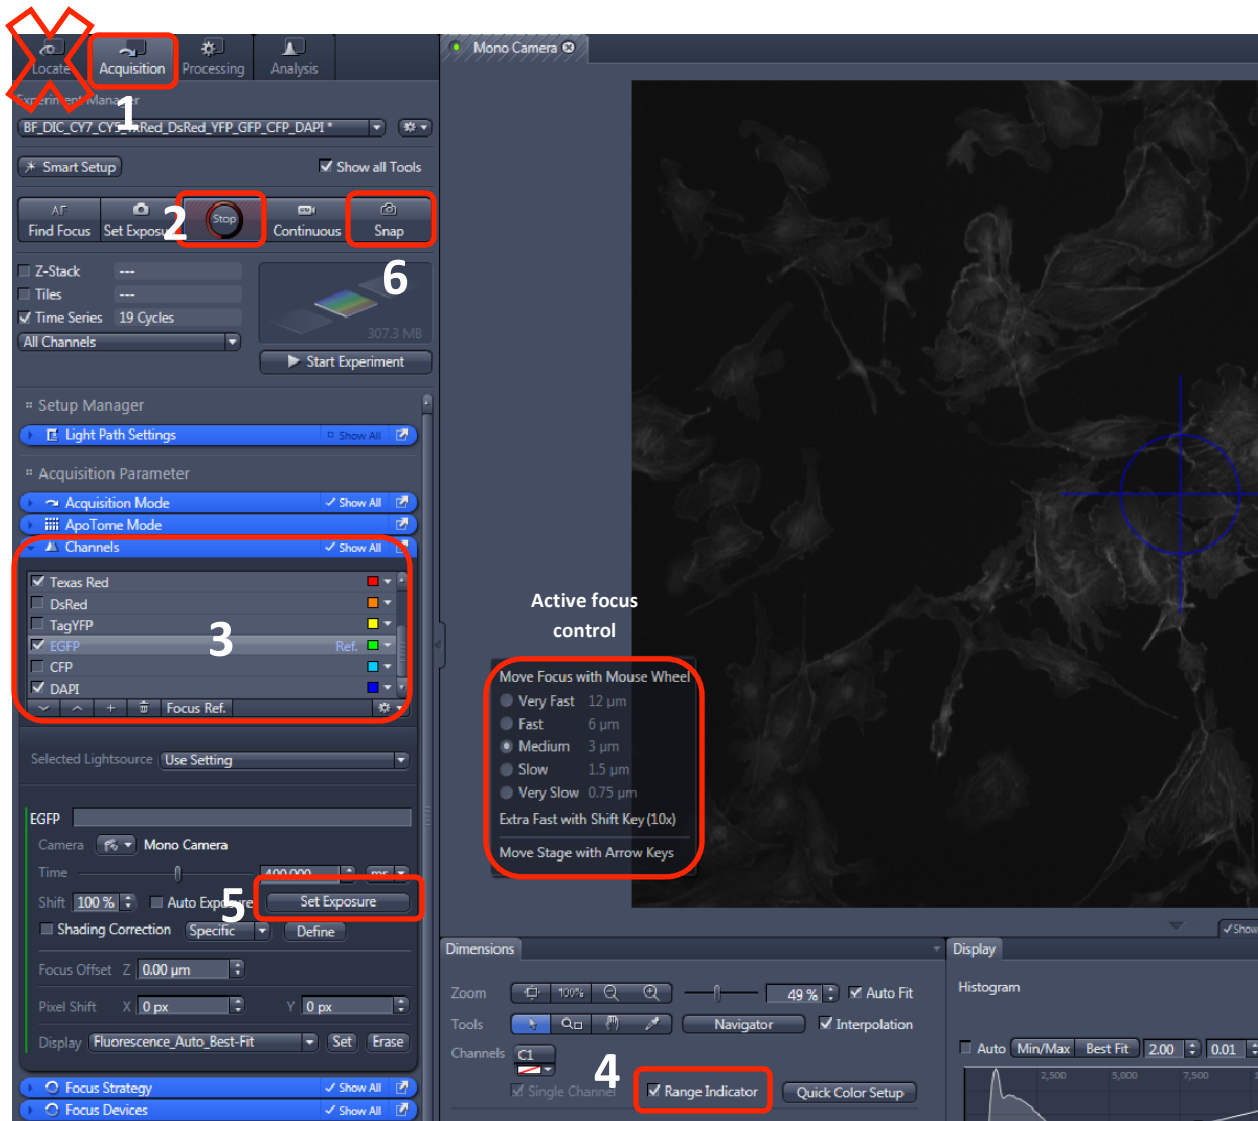 Mono Camera
Locate
Acquisition
Processing
Analysis
Experiment Manager
1
BF_DIC_CY7_CY5_TxRed_DsRed_YFP_GFP_CFP_DAPI *
Smart Setup
Show all Tools
AF
Find Focus
Set Exposu
2
Stop
Continuous
Snap
6
Z-Stack ---
Tiles ---
Time Series 19 Cycles
307.3 MB
All Channels
Start Experiment
Setup Manager
Light Path Settings Show All
Acquisition Parameter
Acquisition Mode Show All
ApoTome Mode
Channels Show All
Texas Red
DsRed
TagYFP
3
EGFP Ref.
CFP
DAPI
Focus Ref.
Selected Lightsource Use Setting
EGFP
Camera Mono Camera
Time 400.000 ms
Shift 100 % Auto Exposure
5
Set Exposure
Shading Correction Specific Define
Focus Offset Z 0.00 µm
Pixel Shift X 0 px Y 0 px
Display Fluorescence_Auto_Best-Fit Set Erase
Focus Strategy Show All
Focus Devices Show All
Active focus
control
Move Focus with Mouse Wheel
Very Fast 12 µm
Fast 6 µm
Medium 3 µm
Slow 1.5 µm
Very Slow 0.75 µm
Extra Fast with Shift Key (10x)
Move Stage with Arrow Keys
Show
Dimensions
Zoom 100% 49 % Auto Fit
Tools Navigator Interpolation
Channels C1
4
Single Channel Range Indicator Quick Color Setup
Display
Histogram
Auto Min/Max Best Fit 2.00 0.01
2,500 5,000 7,500